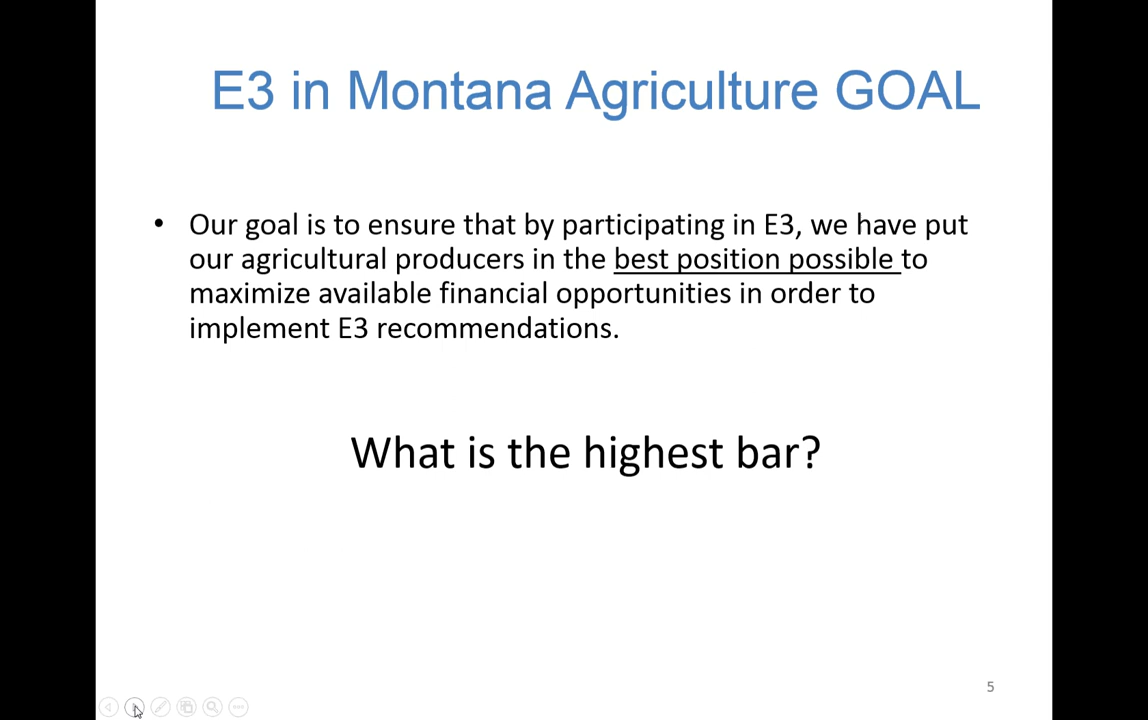 E3 in Montana Agriculture GOAL
• Our goal is to ensure that by participating in E3, we have put
our agricultural producers in the best position possible to
maximize available financial opportunities in order to
implement E3 recommendations.
What is the highest bar?
5